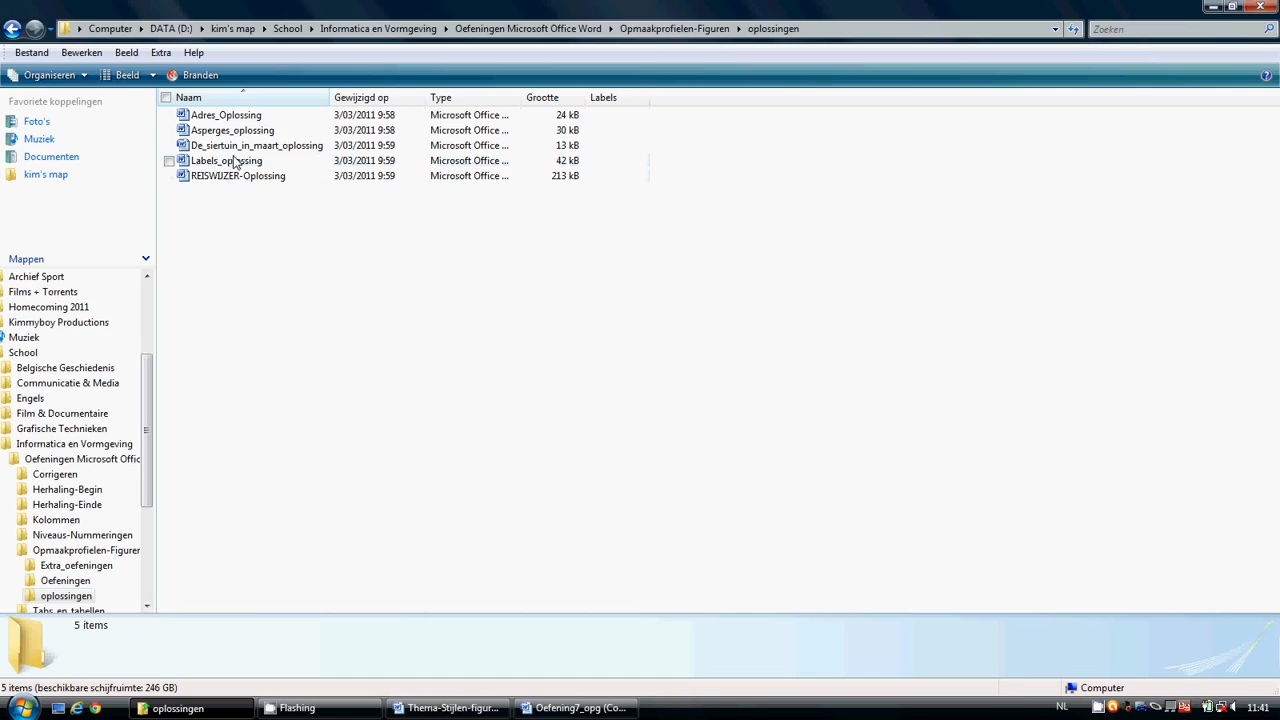 Computer ▸ DATA (D:) ▸ kim's map ▸ School ▸ Informatica en Vormgeving ▸ Oefeningen Microsoft Office Word ▸ Opmaakprofielen-Figuren ▸ oplossingen
Zoeken
Bestand Bewerken Beeld Extra Help
Organiseren Beeld Branden
Favoriete koppelingen
Foto's
Muziek
Documenten
kim's map
Mappen
Archief Sport
Films + Torrents
Homecoming 2011
Kimmyboy Productions
Muziek
School
Belgische Geschiedenis
Communicatie & Media
Engels
Film & Documentaire
Grafische Technieken
Informatica en Vormgeving
Oefeningen Microsoft Offic
Corrigeren
Herhaling-Begin
Herhaling-Einde
Kolommen
Niveaus-Nummeringen
Opmaakprofielen-Figuren
Extra_oefeningen
Oefeningen
oplossingen
Tabs_en_tabellen
Naam Gewijzigd op Type Grootte Labels
Adres_Oplossing 3/03/2011 9:58 Microsoft Office ... 24 kB
Asperges_oplossing 3/03/2011 9:58 Microsoft Office ... 30 kB
De_siertuin_in_maart_oplossing 3/03/2011 9:59 Microsoft Office ... 13 kB
Labels_oplossing 3/03/2011 9:59 Microsoft Office ... 42 kB
REISWIJZER-Oplossing 3/03/2011 9:59 Microsoft Office ... 213 kB
5 items
5 items (beschikbare schijfruimte: 246 GB) Computer
oplossingen Flashing Thema-Stijlen-figur... Oefening7_opg (Co... NL 11:41